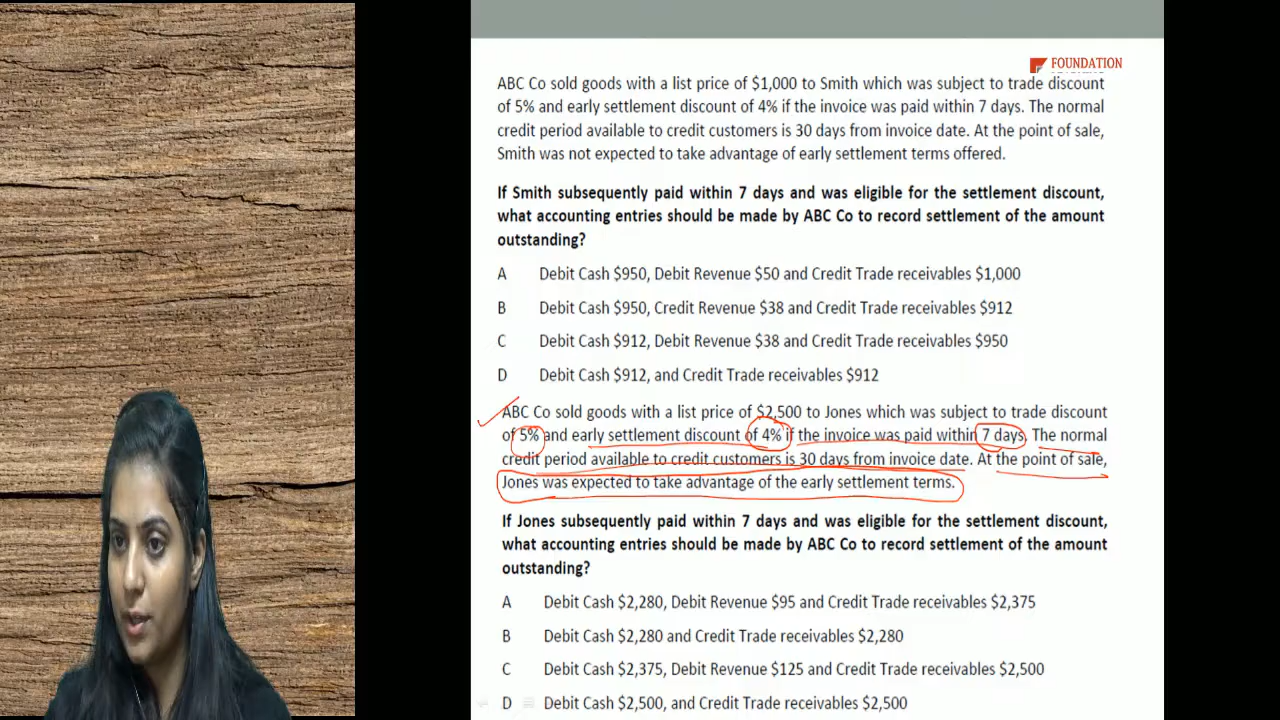 FOUNDATION
ABC Co sold goods with a list price of $1,000 to Smith which was subject to trade discount
of 5% and early settlement discount of 4% if the invoice was paid within 7 days. The normal
credit period available to credit customers is 30 days from invoice date. At the point of sale,
Smith was not expected to take advantage of early settlement terms offered.
If Smith subsequently paid within 7 days and was eligible for the settlement discount,
what accounting entries should be made by ABC Co to record settlement of the amount
outstanding?
A Debit Cash $950, Debit Revenue $50 and Credit Trade receivables $1,000
B Debit Cash $950, Credit Revenue $38 and Credit Trade receivables $912
C Debit Cash $912, Debit Revenue $38 and Credit Trade receivables $950
D Debit Cash $912, and Credit Trade receivables $912
ABC Co sold goods with a list price of $2,500 to Jones which was subject to trade discount
of 5% and early settlement discount of 4% if the invoice was paid within 7 days. The normal
credit period available to credit customers is 30 days from invoice date. At the point of sale,
Jones was expected to take advantage of the early settlement terms.
If Jones subsequently paid within 7 days and was eligible for the settlement discount,
what accounting entries should be made by ABC Co to record settlement of the amount
outstanding?
A Debit Cash $2,280, Debit Revenue $95 and Credit Trade receivables $2,375
B Debit Cash $2,280 and Credit Trade receivables $2,280
C Debit Cash $2,375, Debit Revenue $125 and Credit Trade receivables $2,500
D Debit Cash $2,500, and Credit Trade receivables $2,500